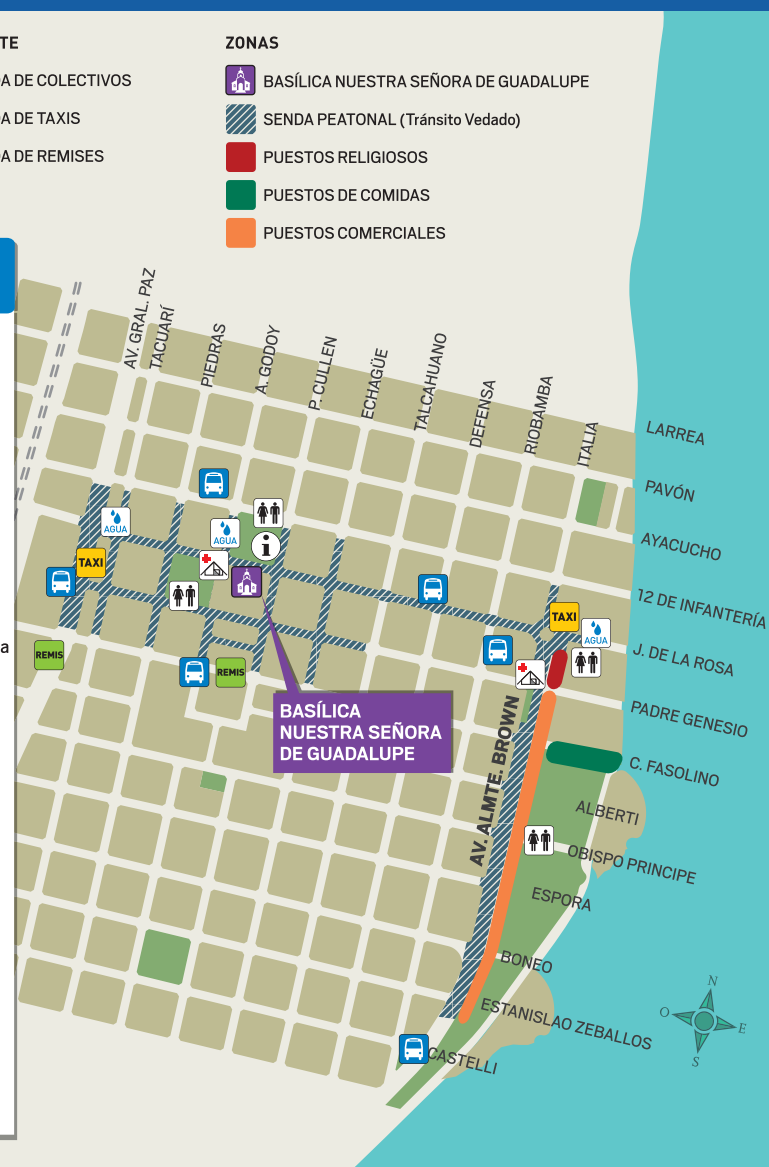 TE
A DE COLECTIVOS
A DE TAXIS
A DE REMISES
ZONAS
BASÍLICA NUESTRA SEÑORA DE GUADALUPE
SENDA PEATONAL (Tránsito Vedado)
PUESTOS RELIGIOSOS
PUESTOS DE COMIDAS
PUESTOS COMERCIALES
AV. GRAL. PAZ
TACUARÍ
PIEDRAS
A. GODOY
P. CULLEN
ECHAGÜE
TALCAHUANO
DEFENSA
RIOBAMBA
ITALIA
LARREA
PAVÓN
AYACUCHO
12 DE INFANTERÍA
J. DE LA ROSA
PADRE GENESIO
C. FASOLINO
ALBERTI
OBISPO PRINCIPE
ESPORA
BONEO
ESTANISLAO ZEBALLOS
CASTELLI
AV. ALMTE. BROWN
AGUA
AGUA
i
TAXI
TAXI
AGUA
a
REMIS
REMIS
BASÍLICA
NUESTRA SEÑORA
DE GUADALUPE
N
O
E
S